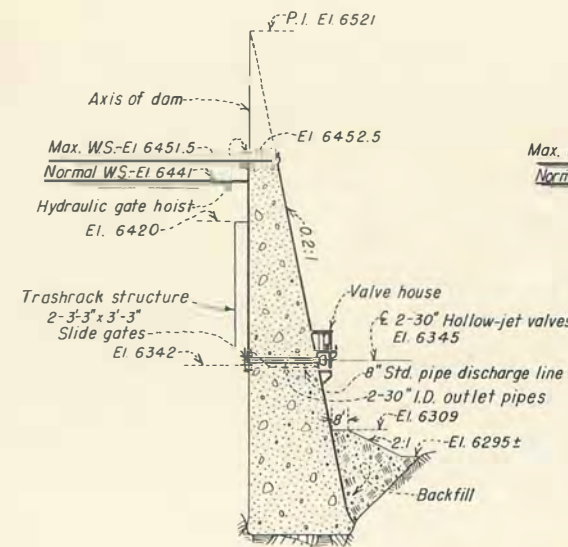 P.I. El. 6521
Axis of dam
Max. W.S.-El. 6451.5
El. 6452.5
Max.
Normal WS.-El. 6441
Hydraulic gate hoist
El. 6420
0.2:1
Trashrack structure
2-3'-3" x 3'-3"
Slide gates
El. 6342
Valve house
℄ 2-30" Hollow-jet valves
El. 6345
8" Std. pipe discharge line
2-30" I.D. outlet pipes
8'
El. 6309
2:1
El. 6295±
Backfill